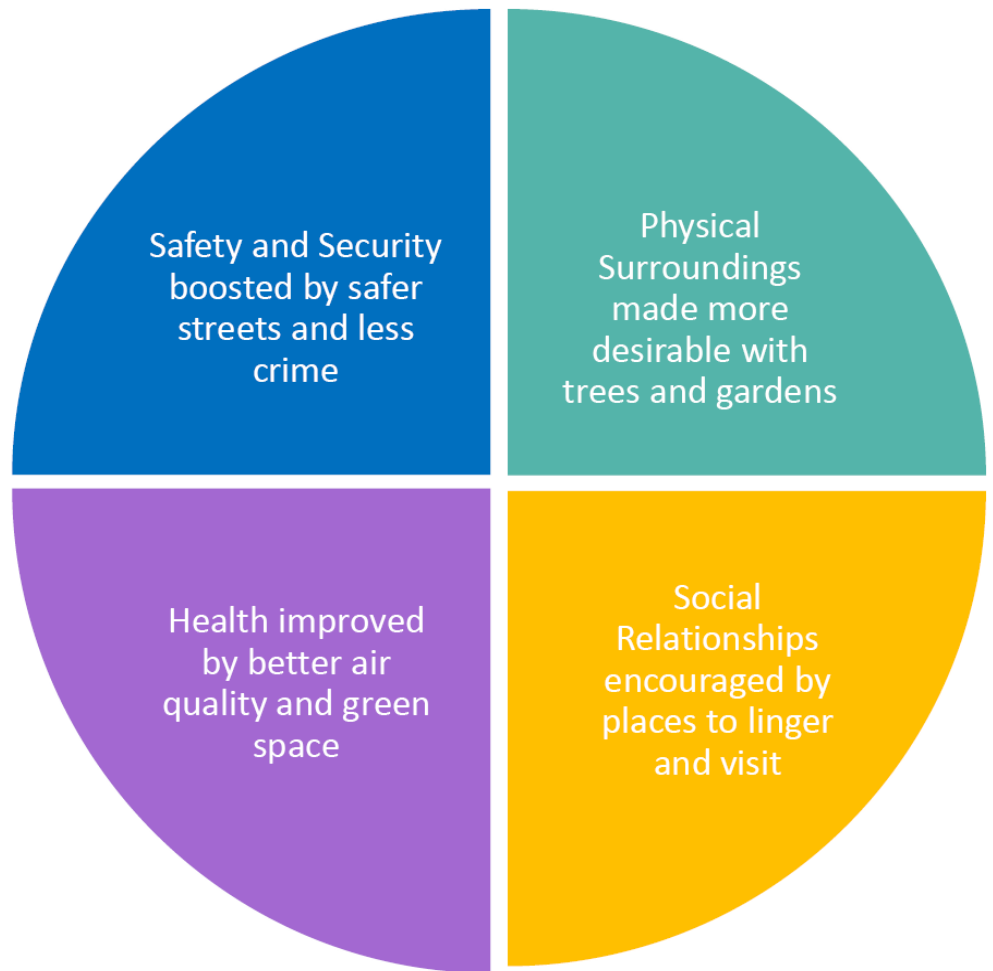 Safety and Security
boosted by safer
streets and less
crime
Physical
Surroundings
made more
desirable with
trees and gardens
Health improved
by better air
quality and green
space
Social
Relationships
encouraged by
places to linger
and visit